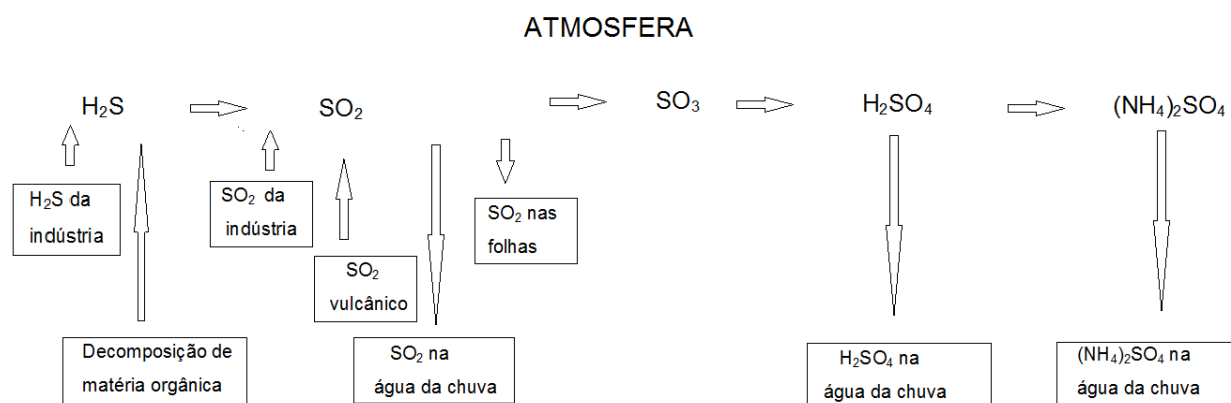 ATMOSFERA
H₂S
SO₂
SO₃
H₂SO₄
(NH₄)₂SO₄
H₂S da
indústria
SO₂ da
indústria
SO₂ nas
folhas
SO₂
vulcânico
Decomposição de
matéria orgânica
SO₂ na
água da chuva
H₂SO₄ na
água da chuva
(NH₄)₂SO₄ na
água da chuva